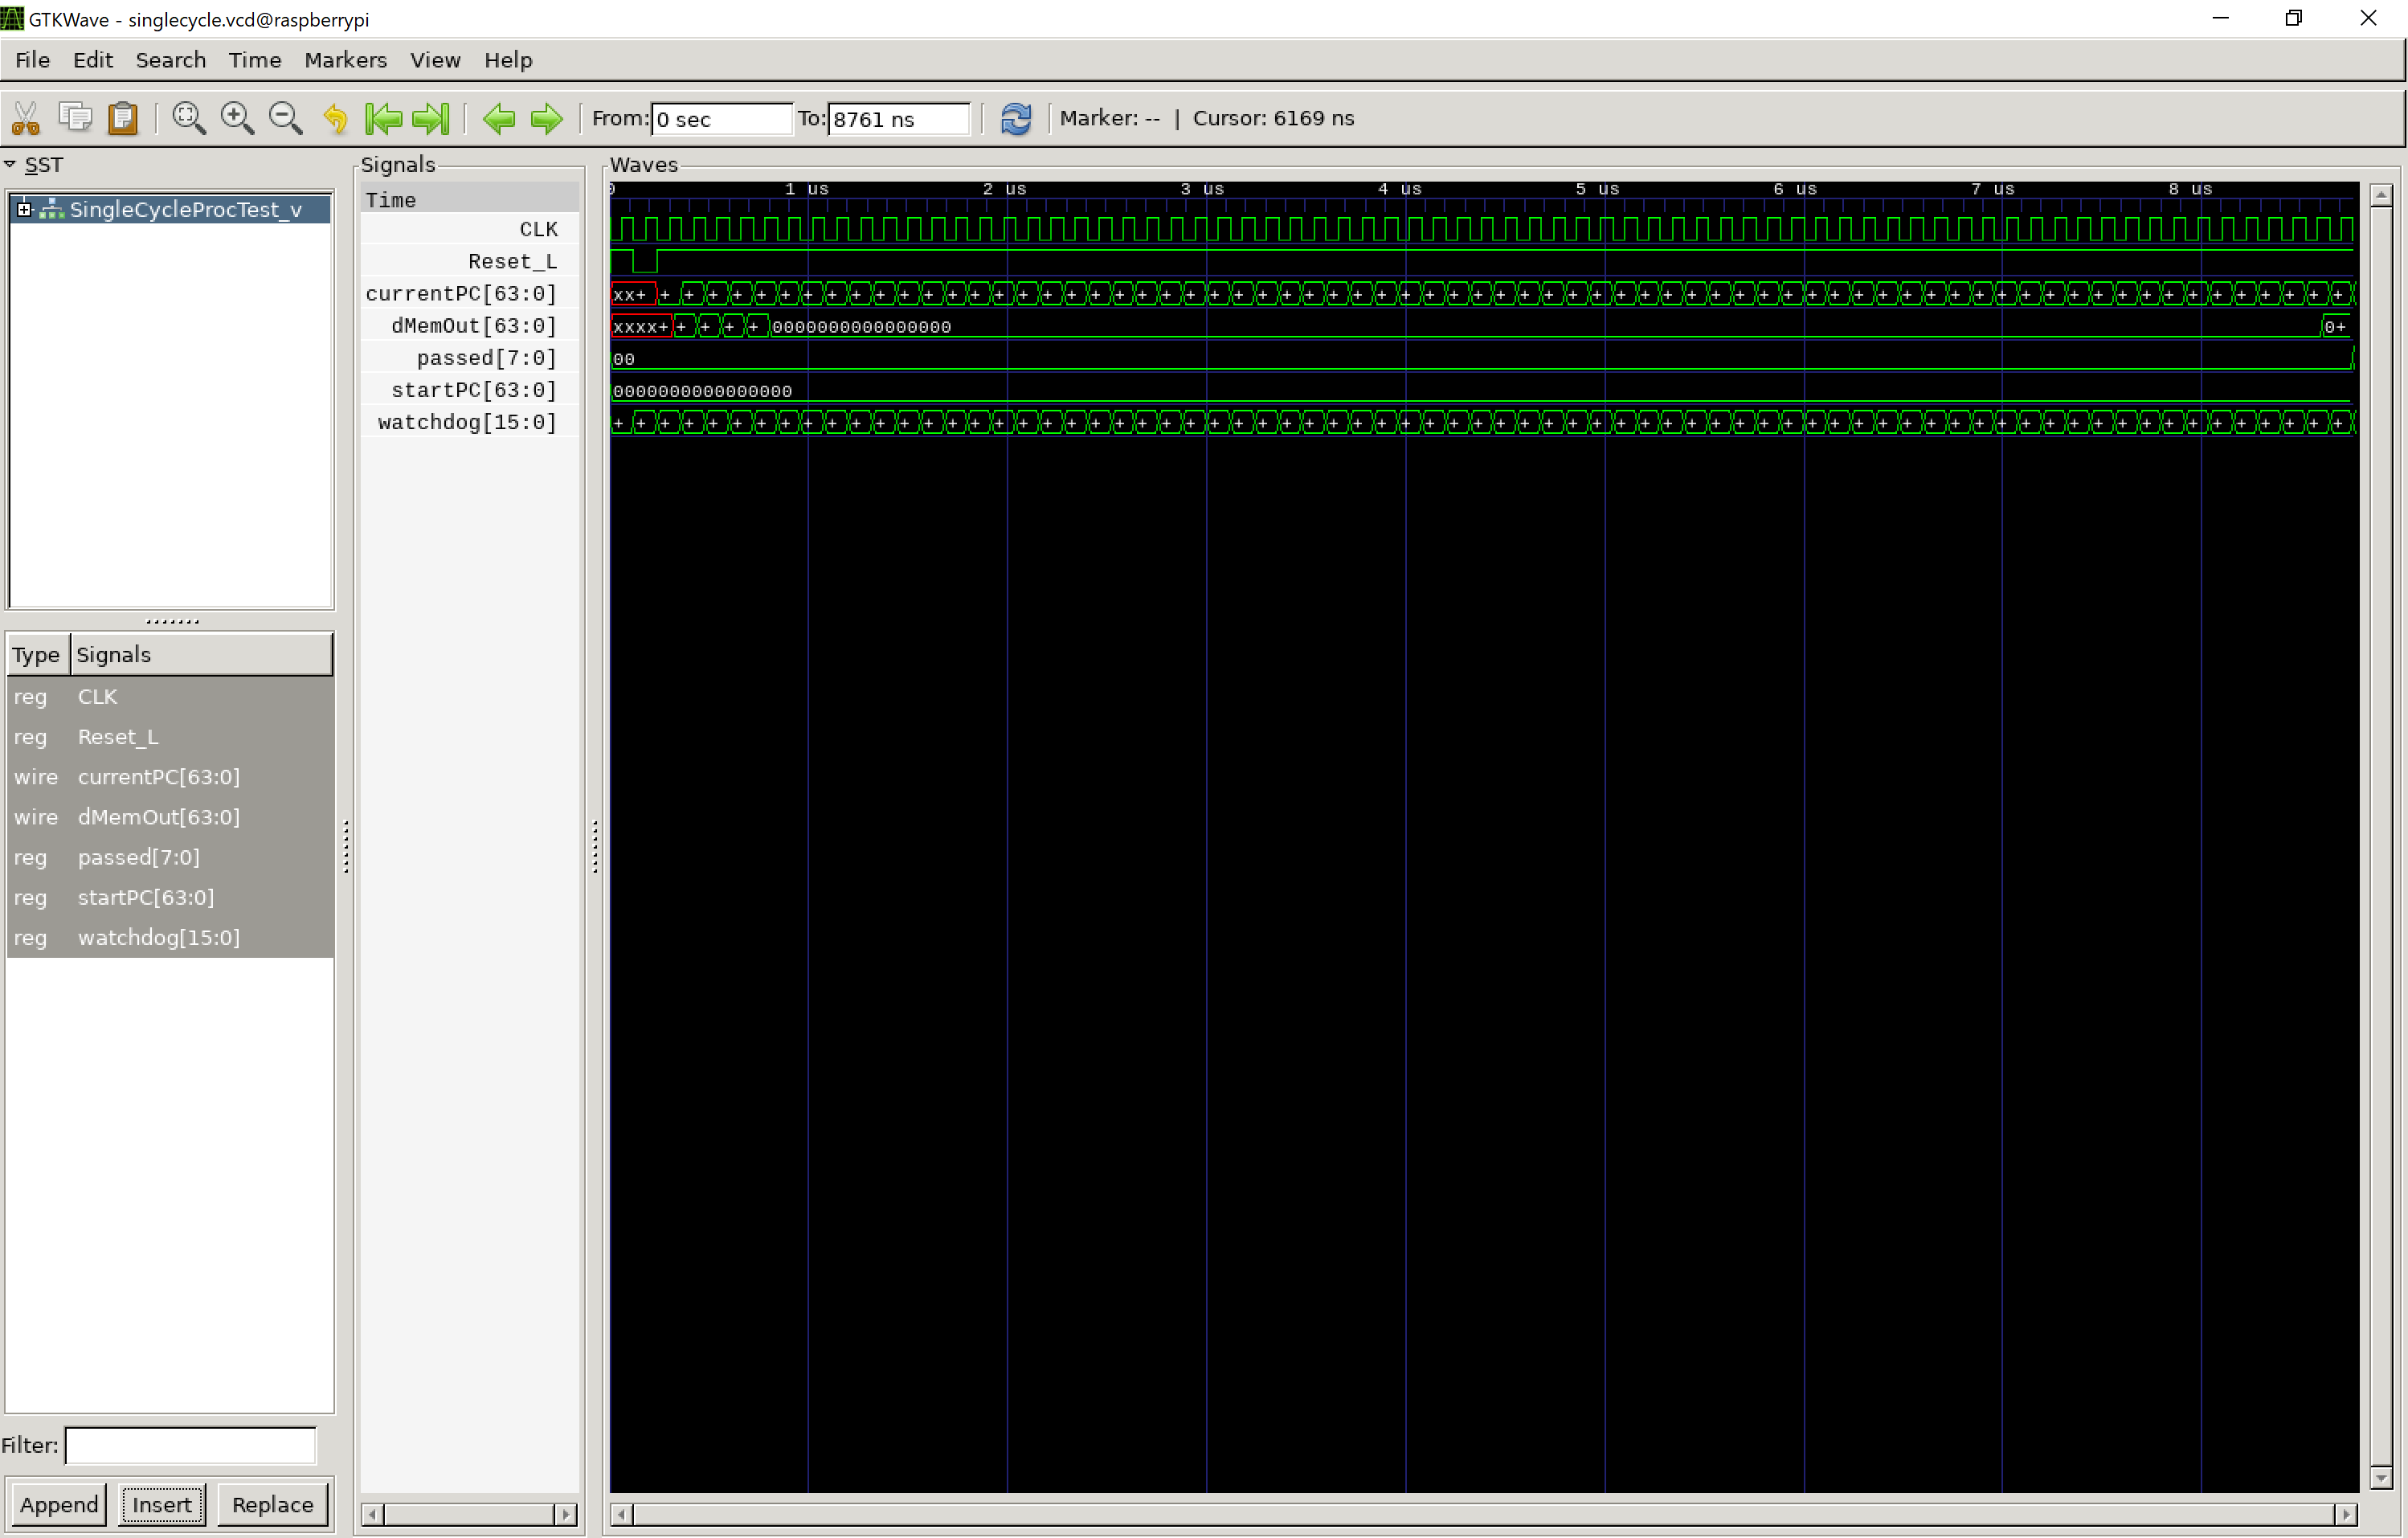 GTKWave - singlecycle.vcd@raspberrypi
File Edit Search Time Markers View Help
From: 0 sec To: 8761 ns Marker: -- | Cursor: 6169 ns
SST
SingleCycleProcTest_v
Type Signals
reg CLK
reg Reset_L
wire currentPC[63:0]
wire dMemOut[63:0]
reg passed[7:0]
reg startPC[63:0]
reg watchdog[15:0]
Filter:
Append Insert Replace
Signals
Time
CLK
Reset_L
currentPC[63:0]
dMemOut[63:0]
passed[7:0]
startPC[63:0]
watchdog[15:0]
Waves
0 1 us 2 us 3 us 4 us 5 us 6 us 7 us 8 us
xx+ + + + + + + + + + + + + + + + + + + + + + + + + + + + + + + + + + + + + + + + + + + + + + + + + + + + + + + + + + + + + + + + + + + + + + +
xxxx+ + + + + 0000000000000000 0+
00
0000000000000000
+ + + + + + + + + + + + + + + + + + + + + + + + + + + + + + + + + + + + + + + + + + + + + + + + + + + + + + + + + + + + + + + + + + + + + + + + +